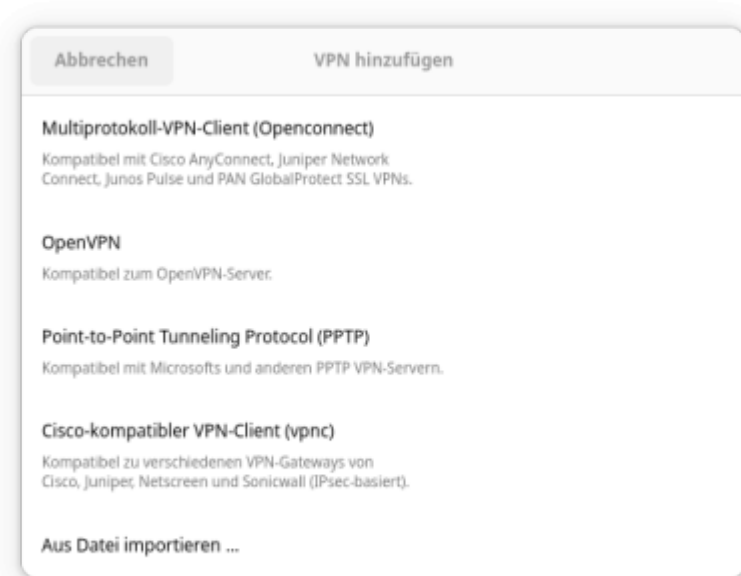 Abbrechen
VPN hinzufügen
Multiprotokoll-VPN-Client (Openconnect)
Kompatibel mit Cisco AnyConnect, Juniper Network
Connect, Junos Pulse und PAN GlobalProtect SSL VPNs.
OpenVPN
Kompatibel zum OpenVPN-Server.
Point-to-Point Tunneling Protocol (PPTP)
Kompatibel mit Microsofts und anderen PPTP VPN-Servern.
Cisco-kompatibler VPN-Client (vpnc)
Kompatibel zu verschiedenen VPN-Gateways von
Cisco, Juniper, Netscreen und Sonicwall (IPsec-basiert).
Aus Datei importieren ...